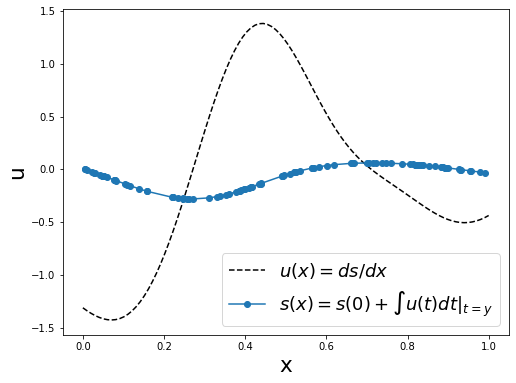 1.5
1.0
0.5
0.0
−0.5
−1.0
−1.5
u
u(x) = ds/dx
s(x) = s(0) + ∫u(t)dt|ₜ₌ᵧ
0.0 0.2 0.4 0.6 0.8 1.0
x